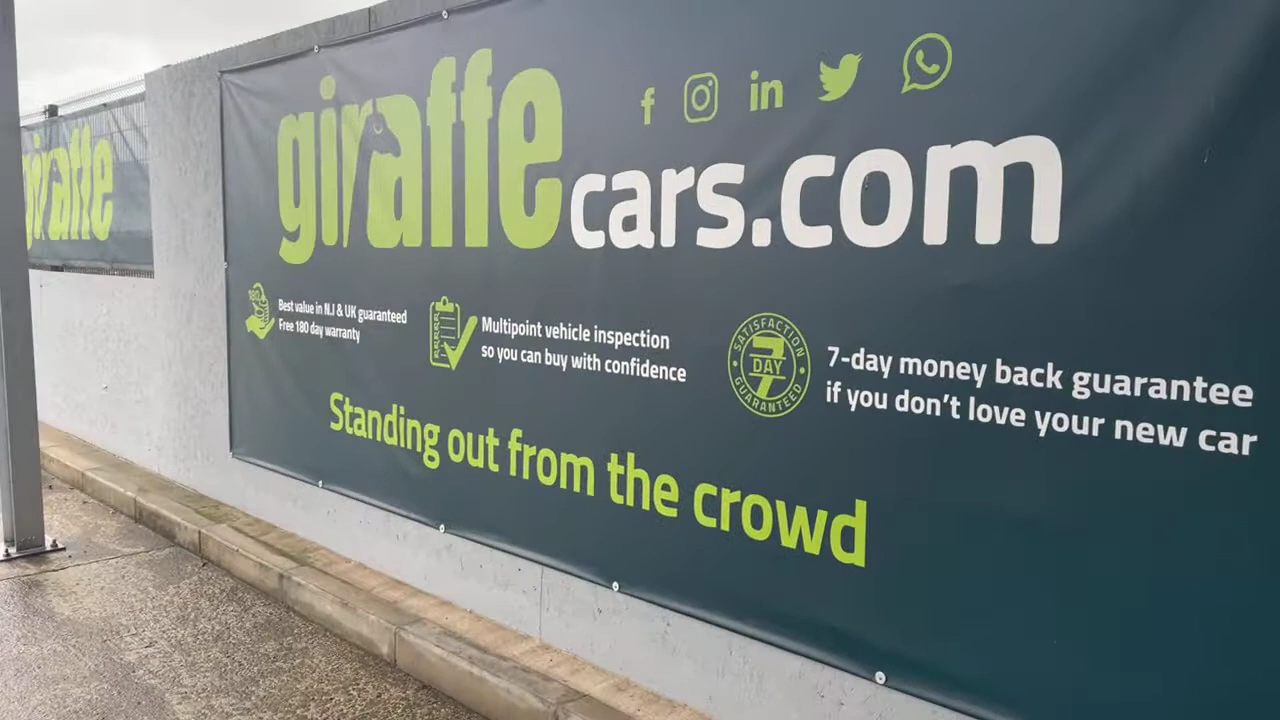 giraffe
giraffecars.com
f in
180
Best value in N.I & UK guaranteed
Free 180 day warranty
Multipoint vehicle inspection
so you can buy with confidence
SATISFACTION
7
DAY
GUARANTEED
7-day money back guarantee
if you don't love your new car
Standing out from the crowd